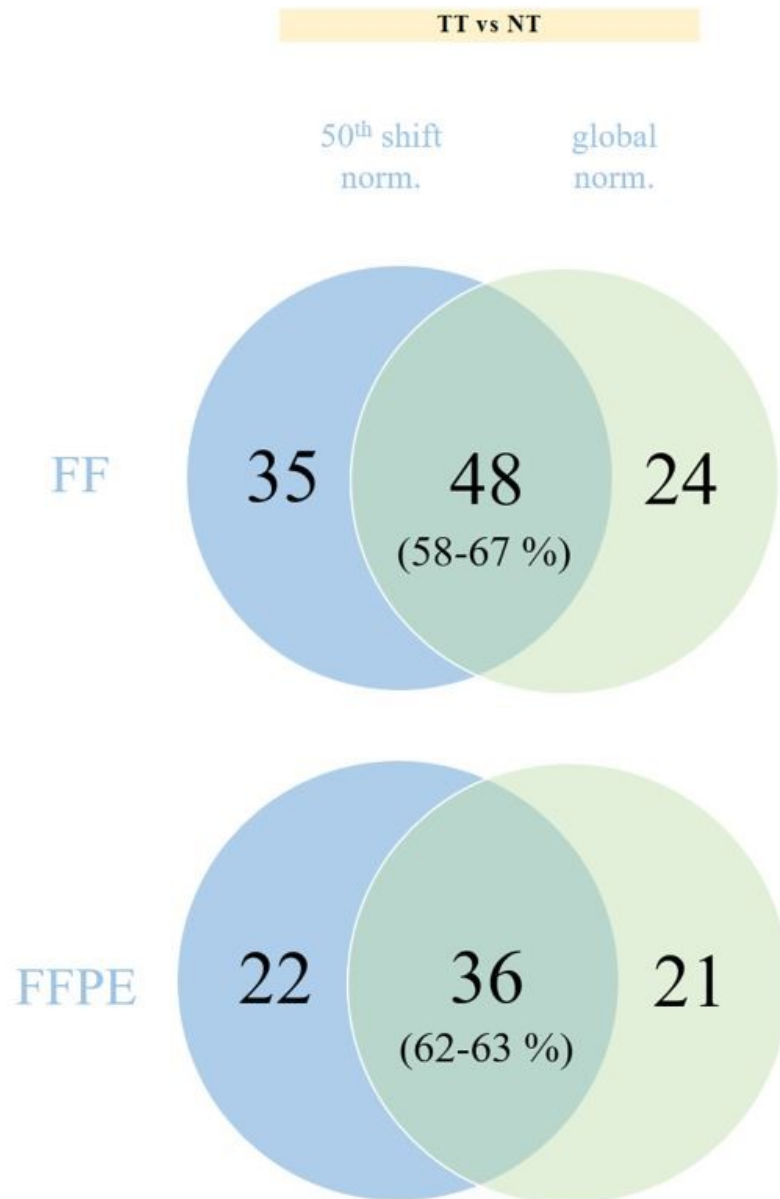 TT vs NT
50th shift norm.
global norm.
FF
35
48
(58-67 %)
24
FFPE
22
36
(62-63 %)
21